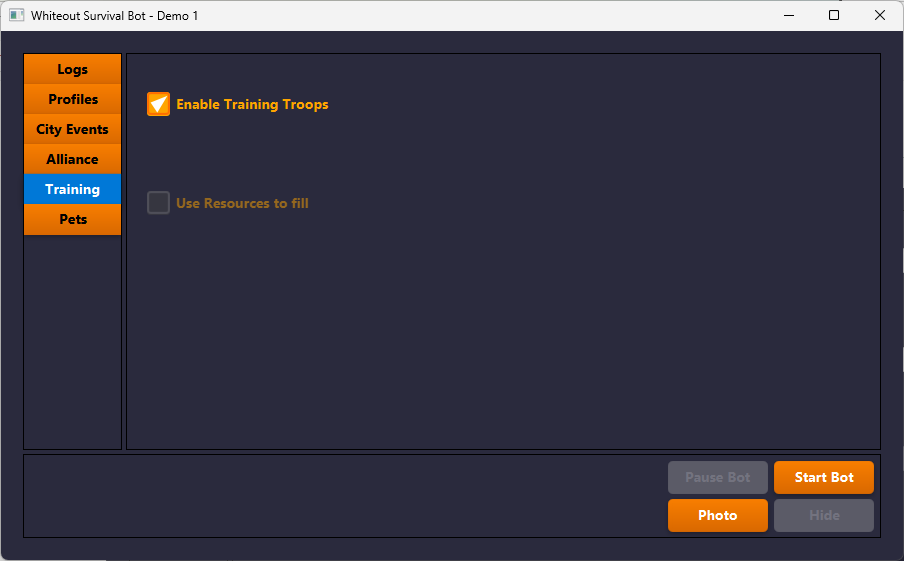 Whiteout Survival Bot - Demo 1
Logs
Profiles
City Events
Alliance
Training
Pets
Enable Training Troops
Use Resources to fill
Pause Bot
Start Bot
Photo
Hide